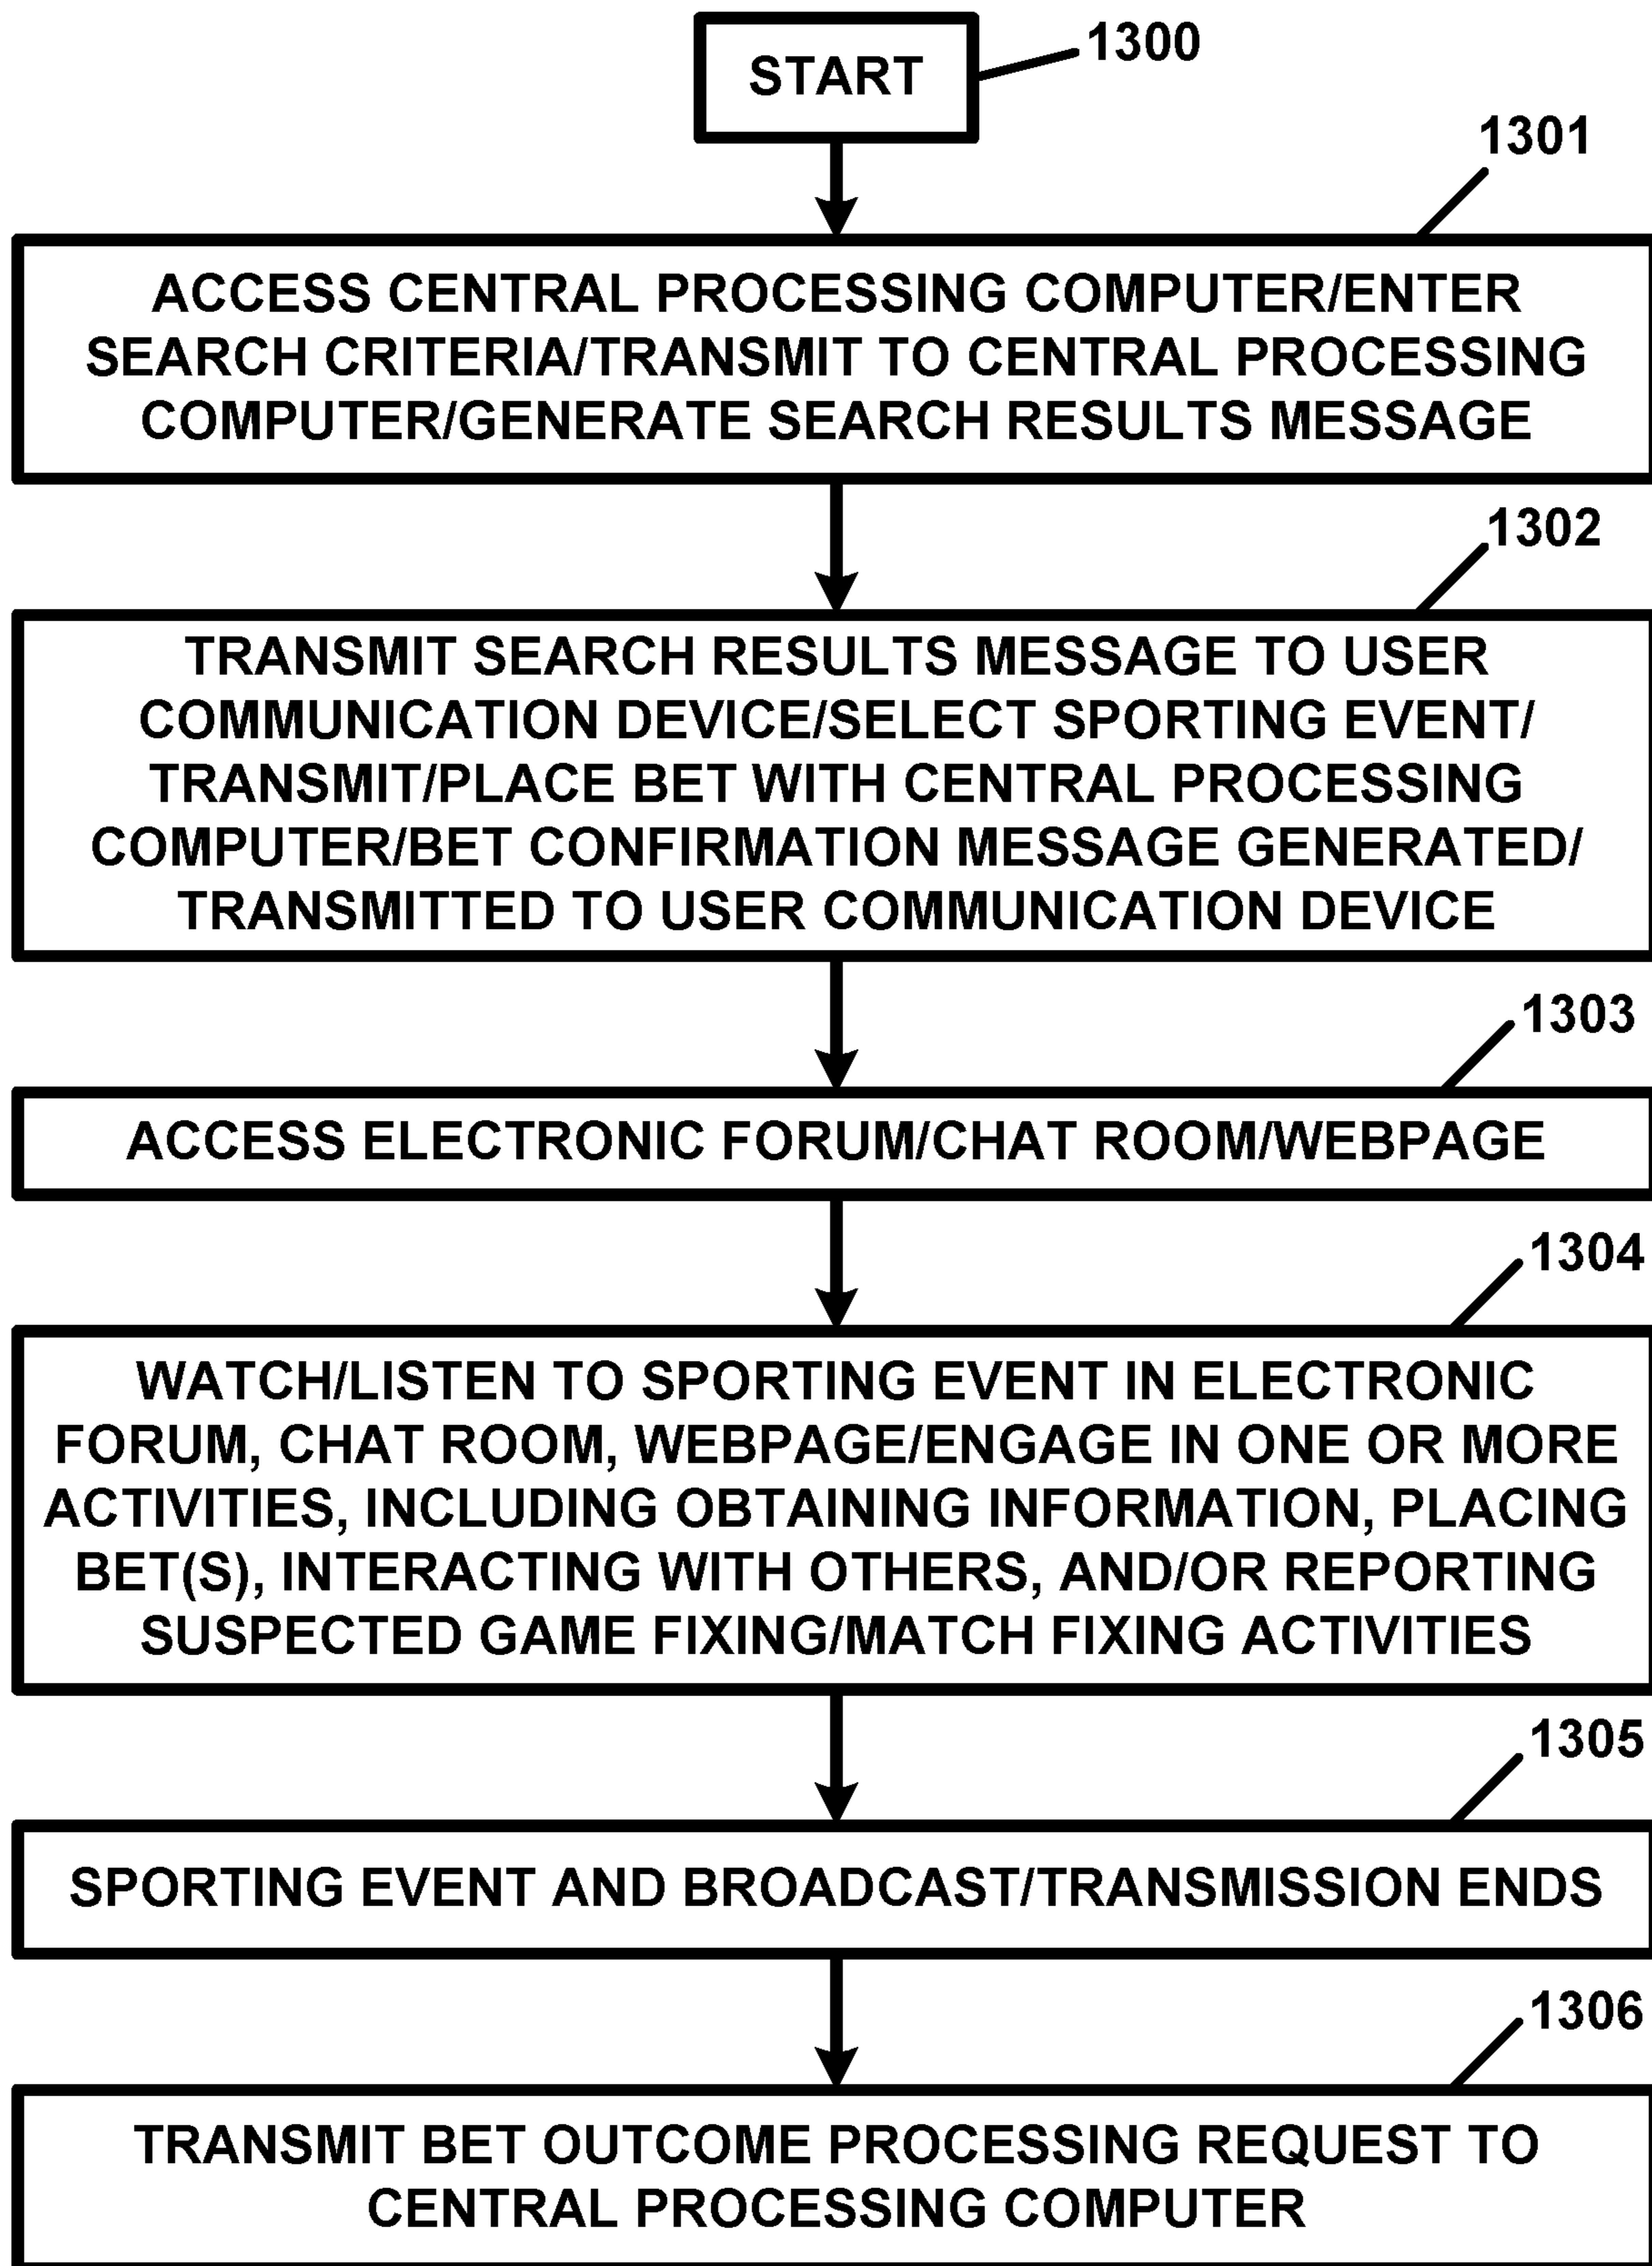 START
1300
1301
ACCESS CENTRAL PROCESSING COMPUTER/ENTER
SEARCH CRITERIA/TRANSMIT TO CENTRAL PROCESSING
COMPUTER/GENERATE SEARCH RESULTS MESSAGE
1302
TRANSMIT SEARCH RESULTS MESSAGE TO USER
COMMUNICATION DEVICE/SELECT SPORTING EVENT/
TRANSMIT/PLACE BET WITH CENTRAL PROCESSING
COMPUTER/BET CONFIRMATION MESSAGE GENERATED/
TRANSMITTED TO USER COMMUNICATION DEVICE
1303
ACCESS ELECTRONIC FORUM/CHAT ROOM/WEBPAGE
1304
WATCH/LISTEN TO SPORTING EVENT IN ELECTRONIC
FORUM, CHAT ROOM, WEBPAGE/ENGAGE IN ONE OR MORE
ACTIVITIES, INCLUDING OBTAINING INFORMATION, PLACING
BET(S), INTERACTING WITH OTHERS, AND/OR REPORTING
SUSPECTED GAME FIXING/MATCH FIXING ACTIVITIES
1305
SPORTING EVENT AND BROADCAST/TRANSMISSION ENDS
1306
TRANSMIT BET OUTCOME PROCESSING REQUEST TO
CENTRAL PROCESSING COMPUTER